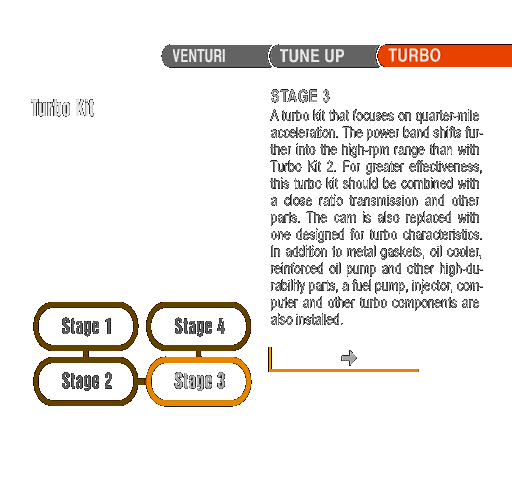 VENTURI TUNE UP TURBO
Turbo Kit
STAGE 3
A turbo kit that focuses on quarter-mile
acceleration. The power band shifts fur-
ther into the high-rpm range than with
Turbo Kit 2. For greater effectiveness,
this turbo kit should be combined with
a close ratio transmission and other
parts. The cam is also replaced with
one designed for turbo characteristics.
In addition to metal gaskets, oil cooler,
reinforced oil pump and other high-du-
rability parts, a fuel pump, injector, com-
puter and other turbo components are
also installed.
Stage 1 Stage 4
Stage 2 Stage 3